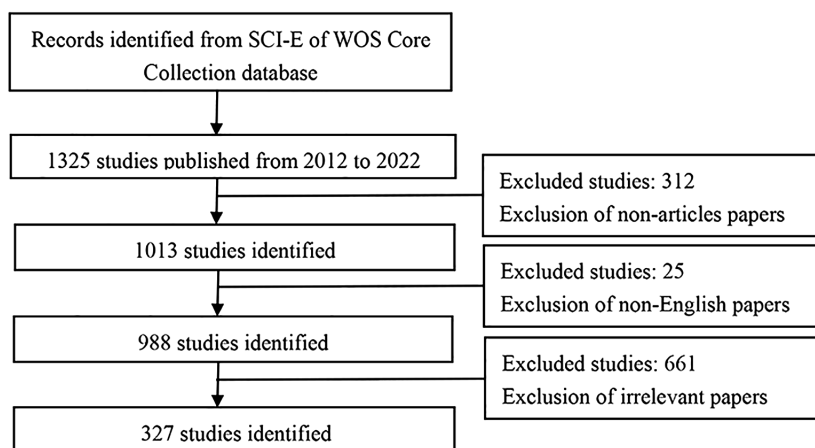 Records identified from SCI-E of WOS Core
Collection database
1325 studies published from 2012 to 2022
Excluded studies: 312
Exclusion of non-articles papers
1013 studies identified
Excluded studies: 25
Exclusion of non-English papers
988 studies identified
Excluded studies: 661
Exclusion of irrelevant papers
327 studies identified